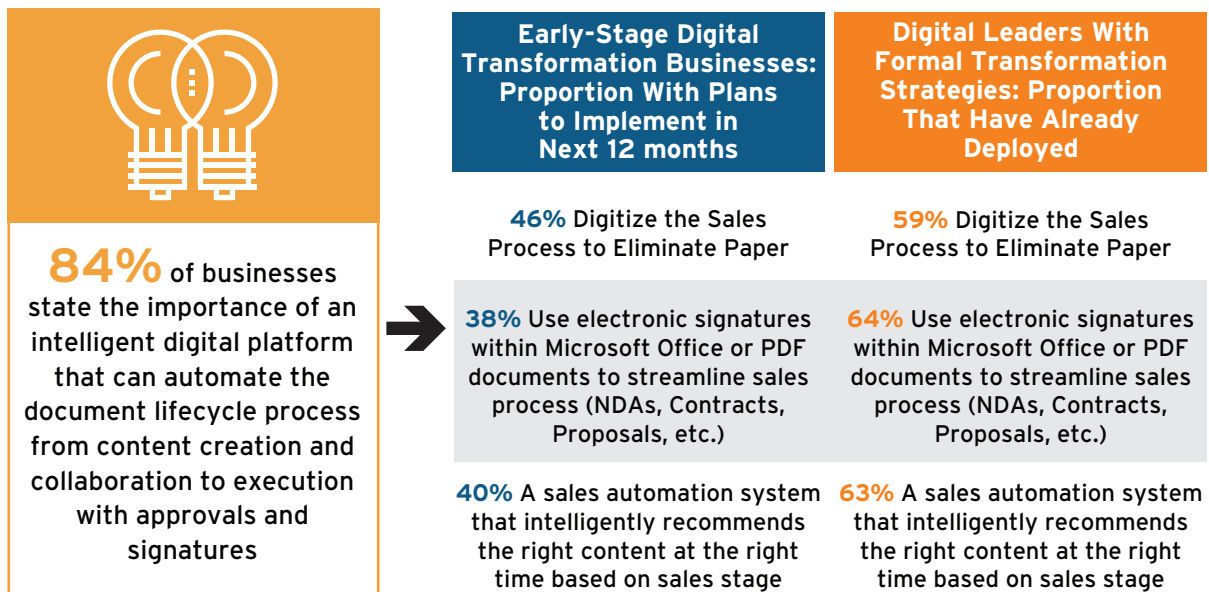 84% of businesses
state the importance of an
intelligent digital platform
that can automate the
document lifecycle process
from content creation and
collaboration to execution
with approvals and
signatures
Early-Stage Digital
Transformation Businesses:
Proportion With Plans
to Implement in
Next 12 months
46% Digitize the Sales
Process to Eliminate Paper
38% Use electronic signatures
within Microsoft Office or PDF
documents to streamline sales
process (NDAs, Contracts,
Proposals, etc.)
40% A sales automation system
that intelligently recommends
the right content at the right
time based on sales stage
Digital Leaders With
Formal Transformation
Strategies: Proportion
That Have Already
Deployed
59% Digitize the Sales
Process to Eliminate Paper
64% Use electronic signatures
within Microsoft Office or PDF
documents to streamline sales
process (NDAs, Contracts,
Proposals, etc.)
63% A sales automation system
that intelligently recommends
the right content at the right
time based on sales stage